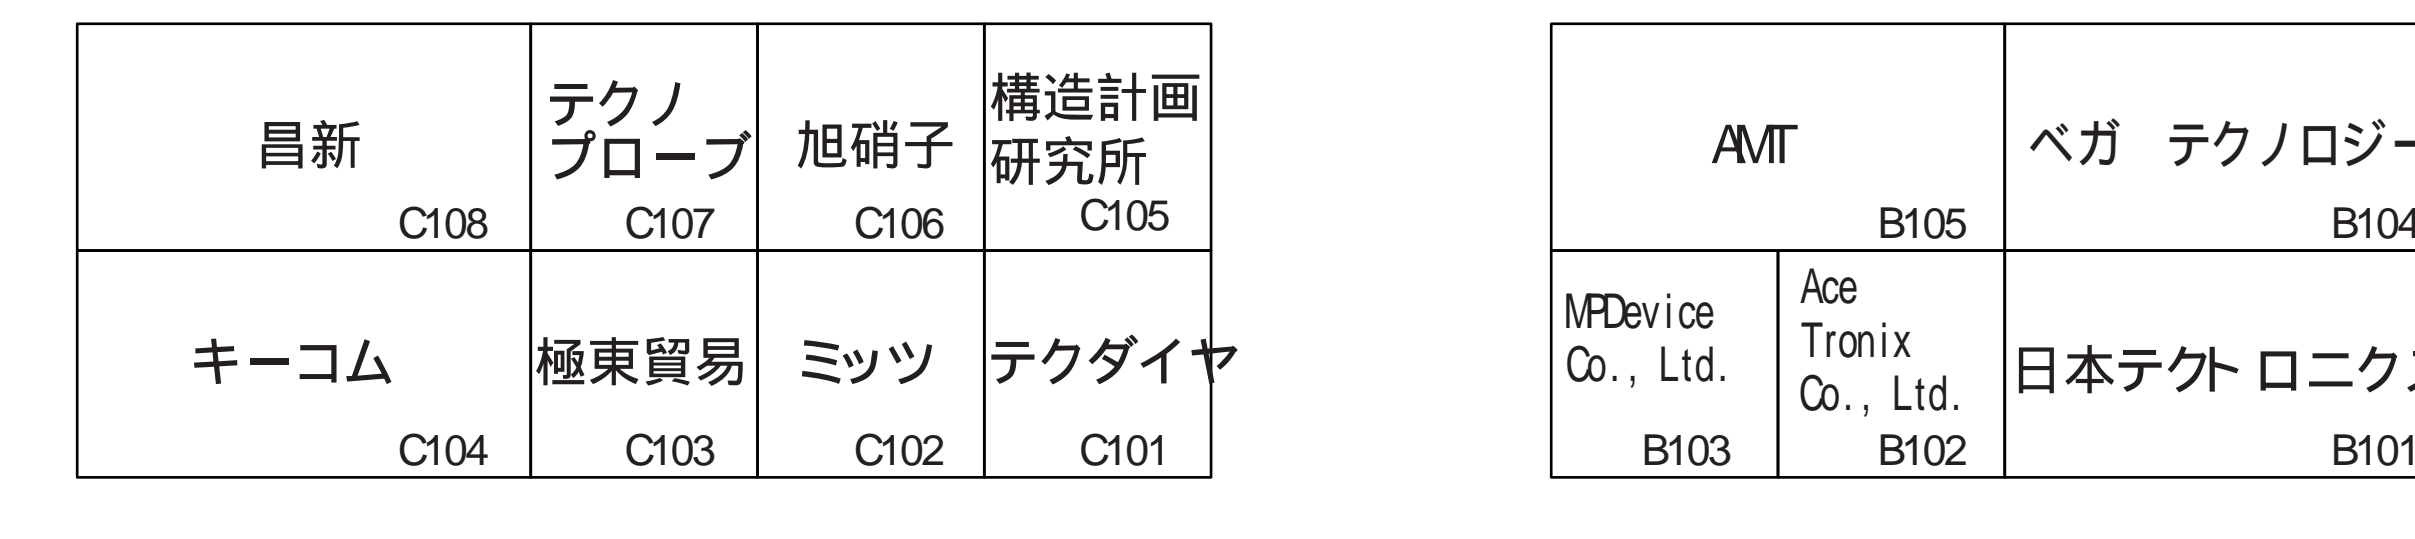 昌新
C108
テクノ
プローブ
C107
旭硝子
C106
構造計画
研究所
C105
キーコム
C104
極東貿易
C103
ミッツ
C102
テクダイヤ
C101
AMT
B105
ベガ テクノロジー
B104
MPDevice
Co., Ltd.
B103
Ace
Tronix
Co., Ltd.
B102
日本テクトロニクス
B101